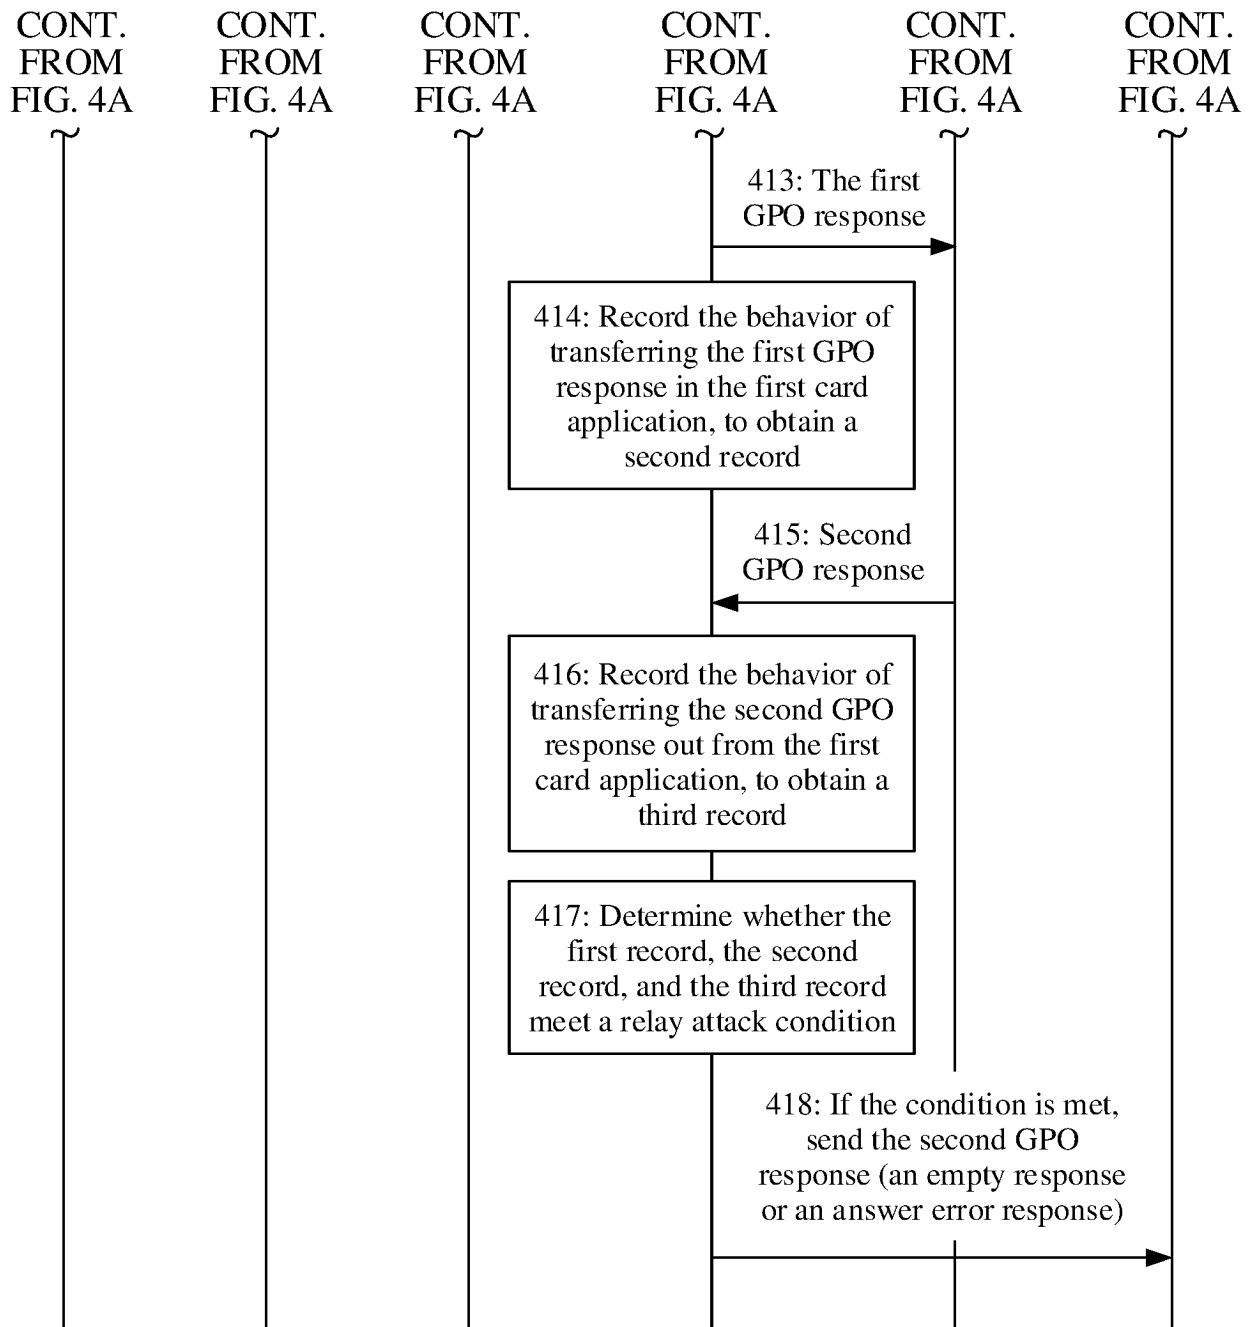 CONT. FROM FIG. 4A
CONT. FROM FIG. 4A
CONT. FROM FIG. 4A
CONT. FROM FIG. 4A
CONT. FROM FIG. 4A
CONT. FROM FIG. 4A
413: The first
GPO response
414: Record the behavior of
transferring the first GPO
response in the first card
application, to obtain a
second record
415: Second
GPO response
416: Record the behavior of
transferring the second GPO
response out from the first
card application, to obtain a
third record
417: Determine whether the
first record, the second
record, and the third record
meet a relay attack condition
418: If the condition is met,
send the second GPO
response (an empty response
or an answer error response)